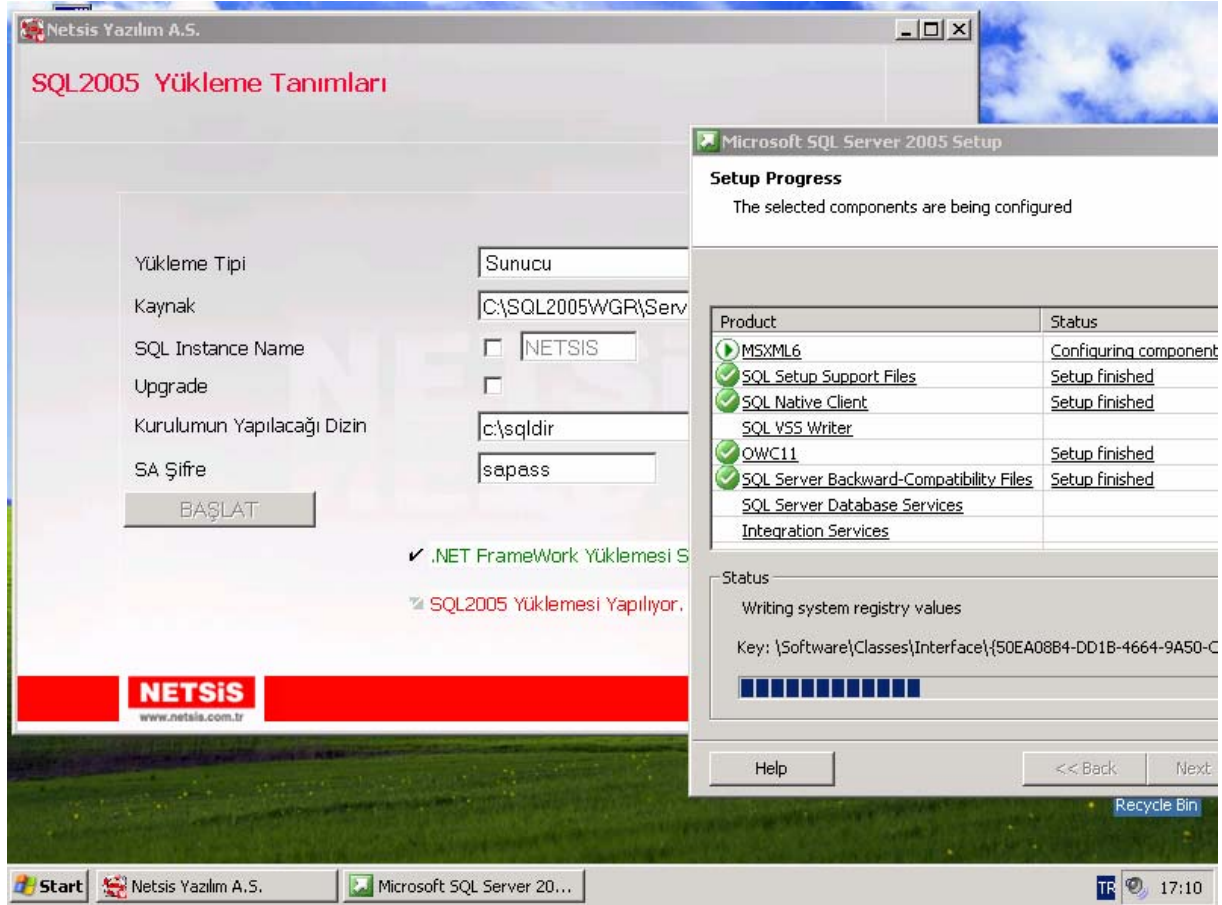 Netsis Yazılım A.S.
SQL2005 Yükleme Tanımları
Yükleme Tipi
Sunucu
Kaynak
C:\SQL2005WGR\Serv
SQL Instance Name
NETSIS
Upgrade
Kurulumun Yapılacağı Dizin
c:\sqldir
SA Şifre
sapass
BAŞLAT
.NET FrameWork Yüklemesi S
SQL2005 Yüklemesi Yapılıyor.
NETSiS
www.netsis.com.tr
Microsoft SQL Server 2005 Setup
Setup Progress
The selected components are being configured
Product Status
MSXML6 Configuring component
SQL Setup Support Files Setup finished
SQL Native Client Setup finished
SQL VSS Writer
OWC11 Setup finished
SQL Server Backward-Compatibility Files Setup finished
SQL Server Database Services
Integration Services
Status
Writing system registry values
Key: \Software\Classes\Interface\{50EA08B4-DD1B-4664-9A50-C
Help << Back Next
Recycle Bin
Start Netsis Yazılım A.S. Microsoft SQL Server 20... TR 17:10